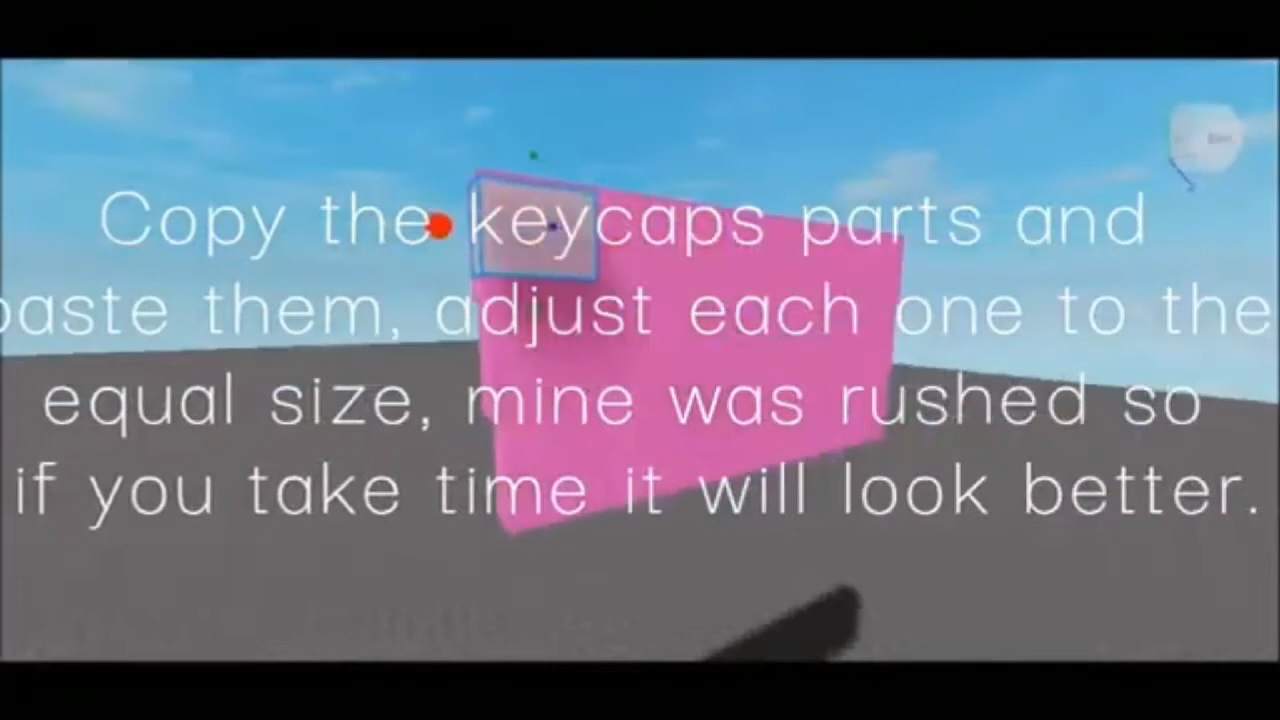 Copy the keycaps parts and
paste them, adjust each one to the
equal size, mine was rushed so
if you take time it will look better.